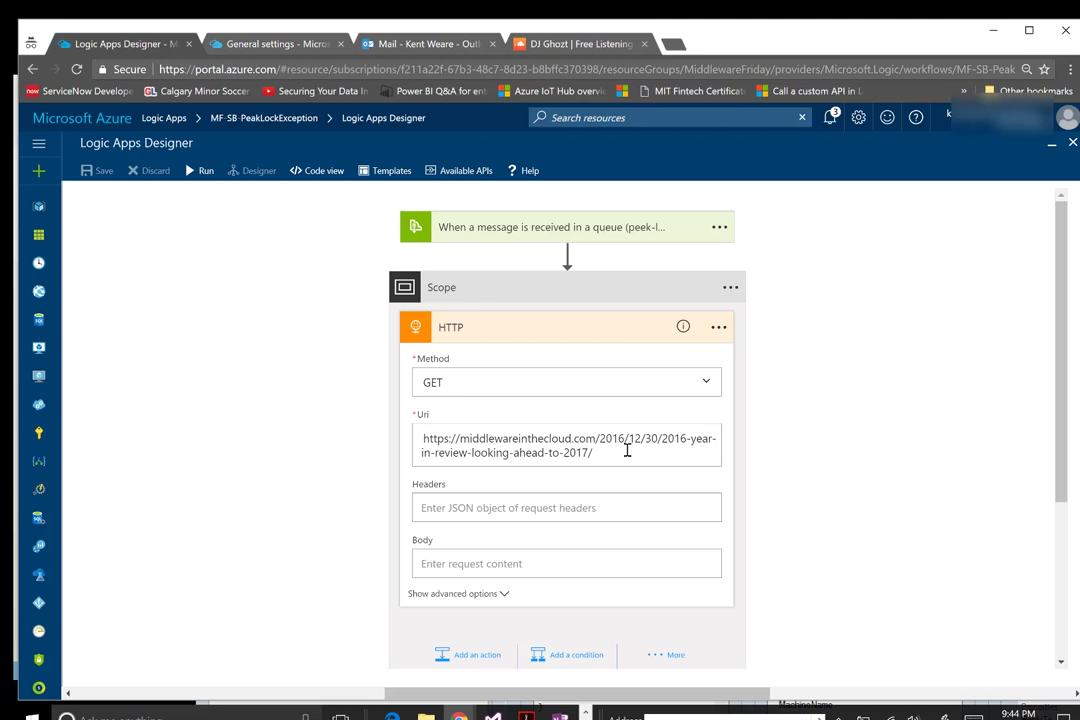 Logic Apps Designer - M
General settings - Micros
Mail - Kent Weare - Outl
DJ Ghozt | Free Listening
Secure
https://portal.azure.com/#resource/subscriptions/f211a22f-67b3-48c7-8d23-b8bffc370398/resourceGroups/MiddlewareFriday/providers/Microsoft.Logic/workflows/MF-SB-Peak
now ServiceNow Develope
GL Calgary Minor Soccer
Securing Your Data In
Power BI Q&A for ent
Azure IoT Hub overvi
MIT Fintech Certificat
Call a custom API in L
» Other bookmarks
Microsoft Azure
Logic Apps
MF-SB-PeakLockException
Logic Apps Designer
Search resources
3
k
Logic Apps Designer
Save
Discard
Run
Designer
Code view
Templates
Available APIs
Help
When a message is received in a queue (peek-l...
Scope
HTTP
* Method
GET
* Uri
https://middlewareinthecloud.com/2016/12/30/2016-year-
in-review-looking-ahead-to-2017/
Headers
Enter JSON object of request headers
Body
Enter request content
Show advanced options
Add an action
Add a condition
More
MachineName
9:44 PM